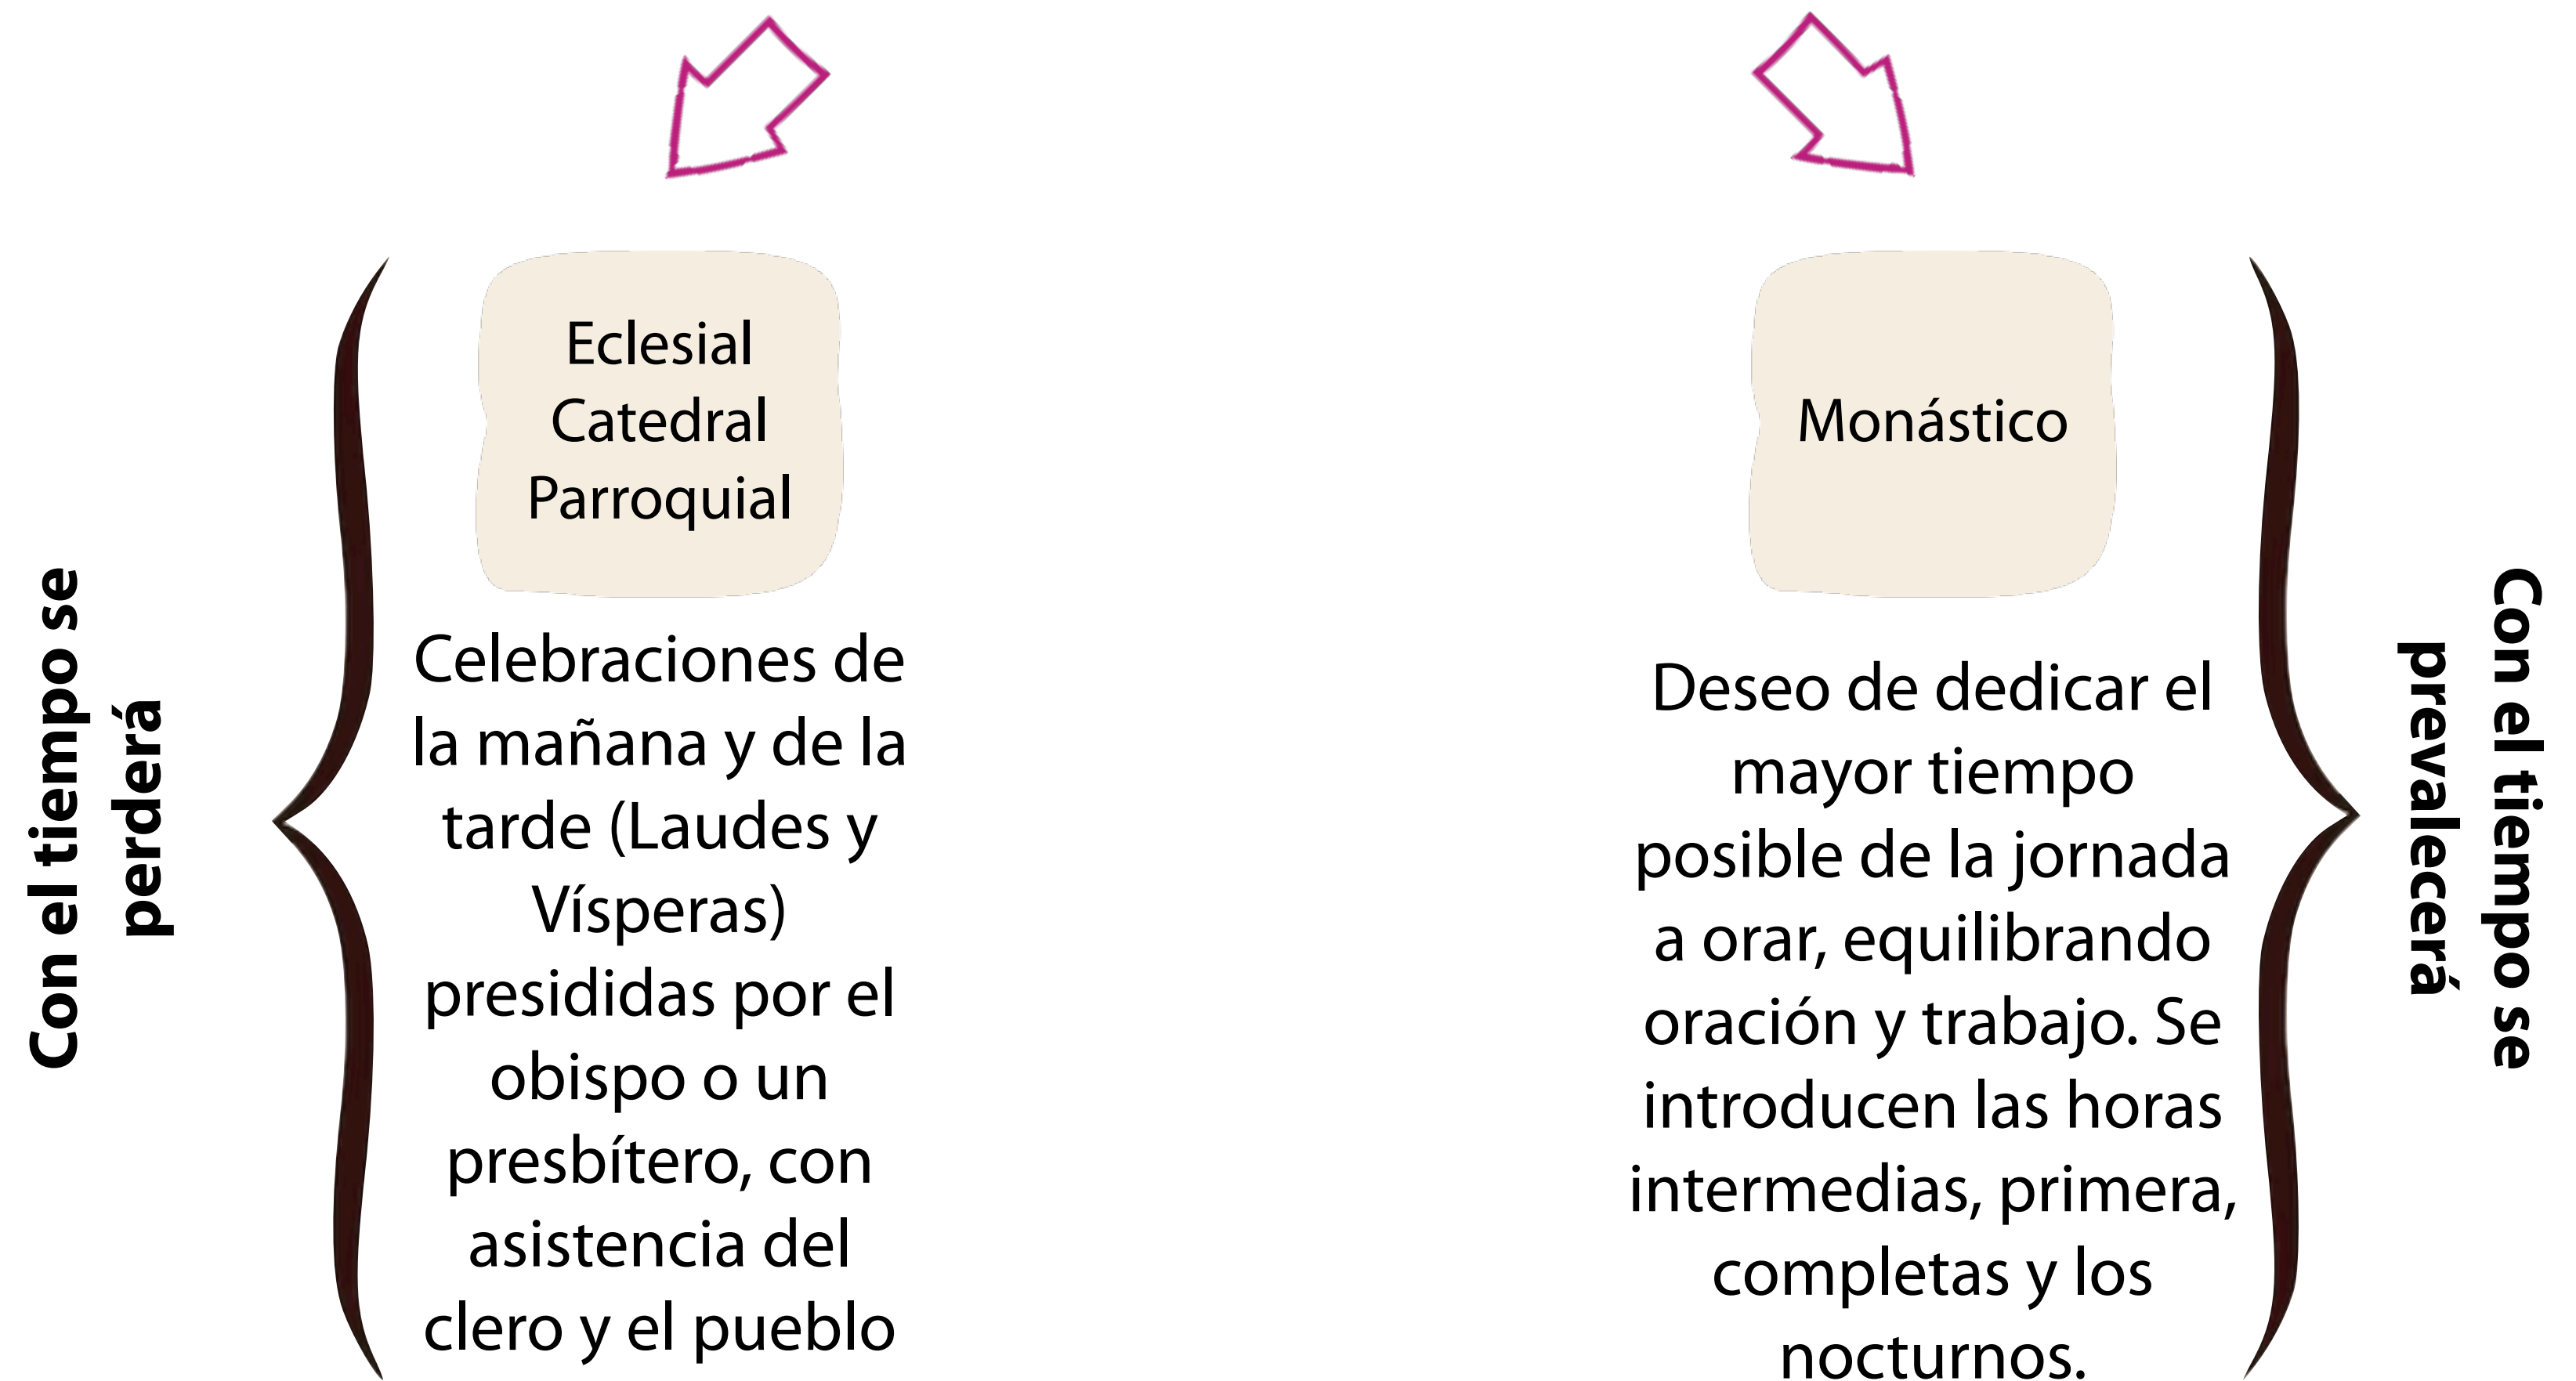 Con el tiempo se
perderá
Eclesial
Catedral
Parroquial
Celebraciones de
la mañana y de la
tarde (Laudes y
Vísperas)
presididas por el
obispo o un
presbítero, con
asistencia del
clero y el pueblo
Monástico
Deseo de dedicar el
mayor tiempo
posible de la jornada
a orar, equilibrando
oración y trabajo. Se
introducen las horas
intermedias, primera,
completas y los
nocturnos.
Con el tiempo se
prevalecerá